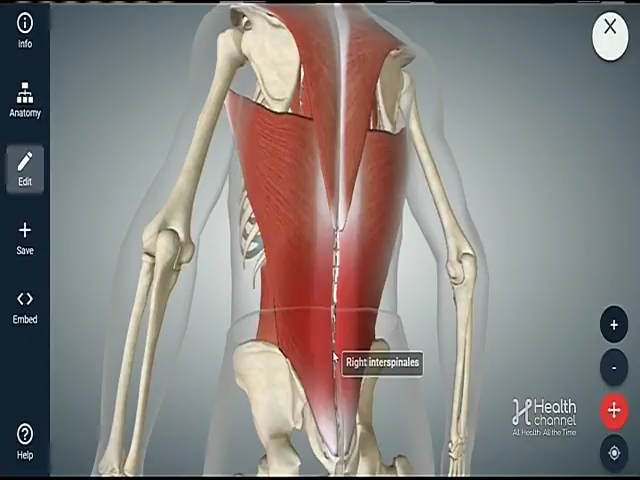 Info
Anatomy
Edit
Save
Embed
Help
Right interspinales
Health
channel
All Health All the Time